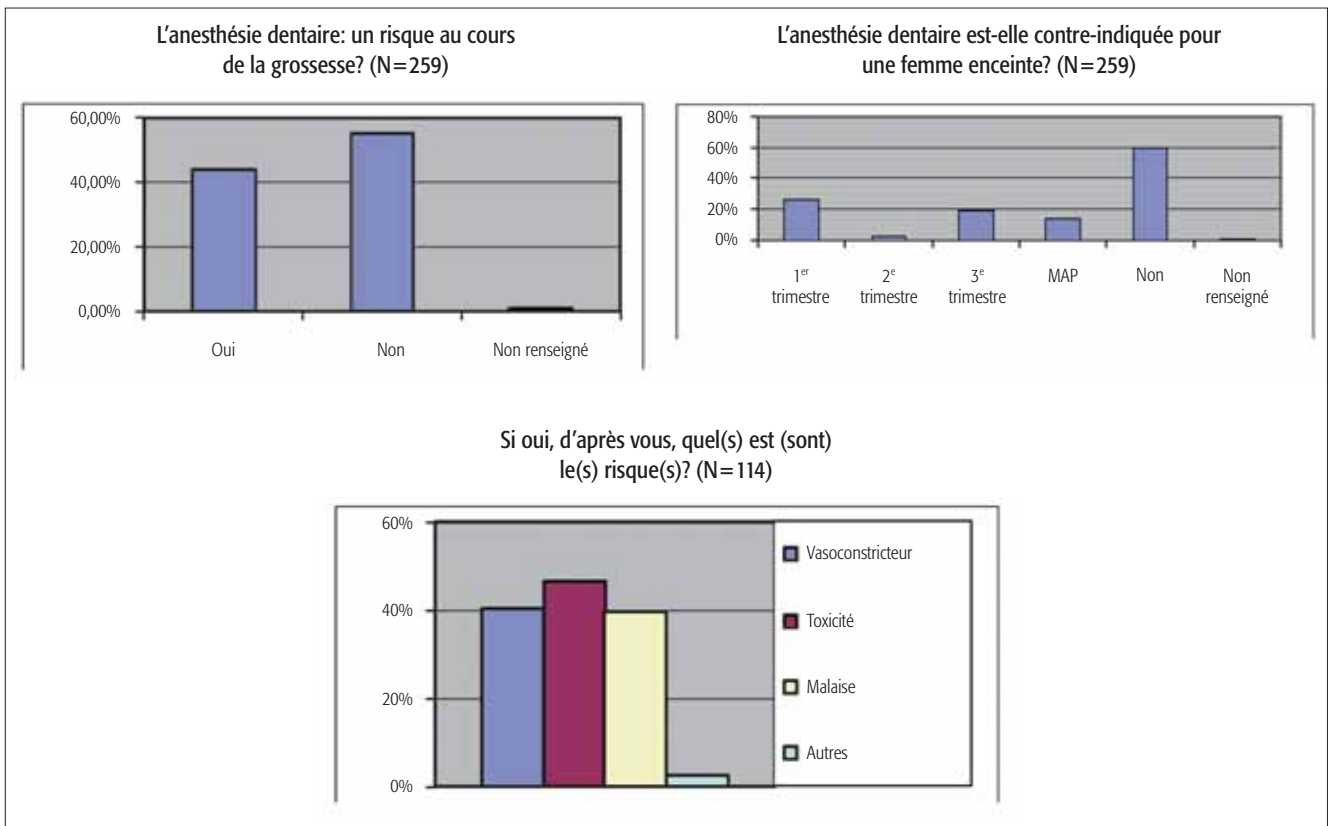 L'anesthésie dentaire: un risque au cours
de la grossesse? (N=259)
60,00%
40,00%
20,00%
0,00%
Oui Non Non renseigné
L'anesthésie dentaire est-elle contre-indiquée pour
une femme enceinte? (N=259)
80%
60%
40%
20%
0%
1er 2e 3e MAP Non Non
trimestre trimestre trimestre renseigné
Si oui, d'après vous, quel(s) est (sont)
le(s) risque(s)? (N=114)
60%
40%
20%
0%
Vasoconstricteur
Toxicité
Malaise
Autres